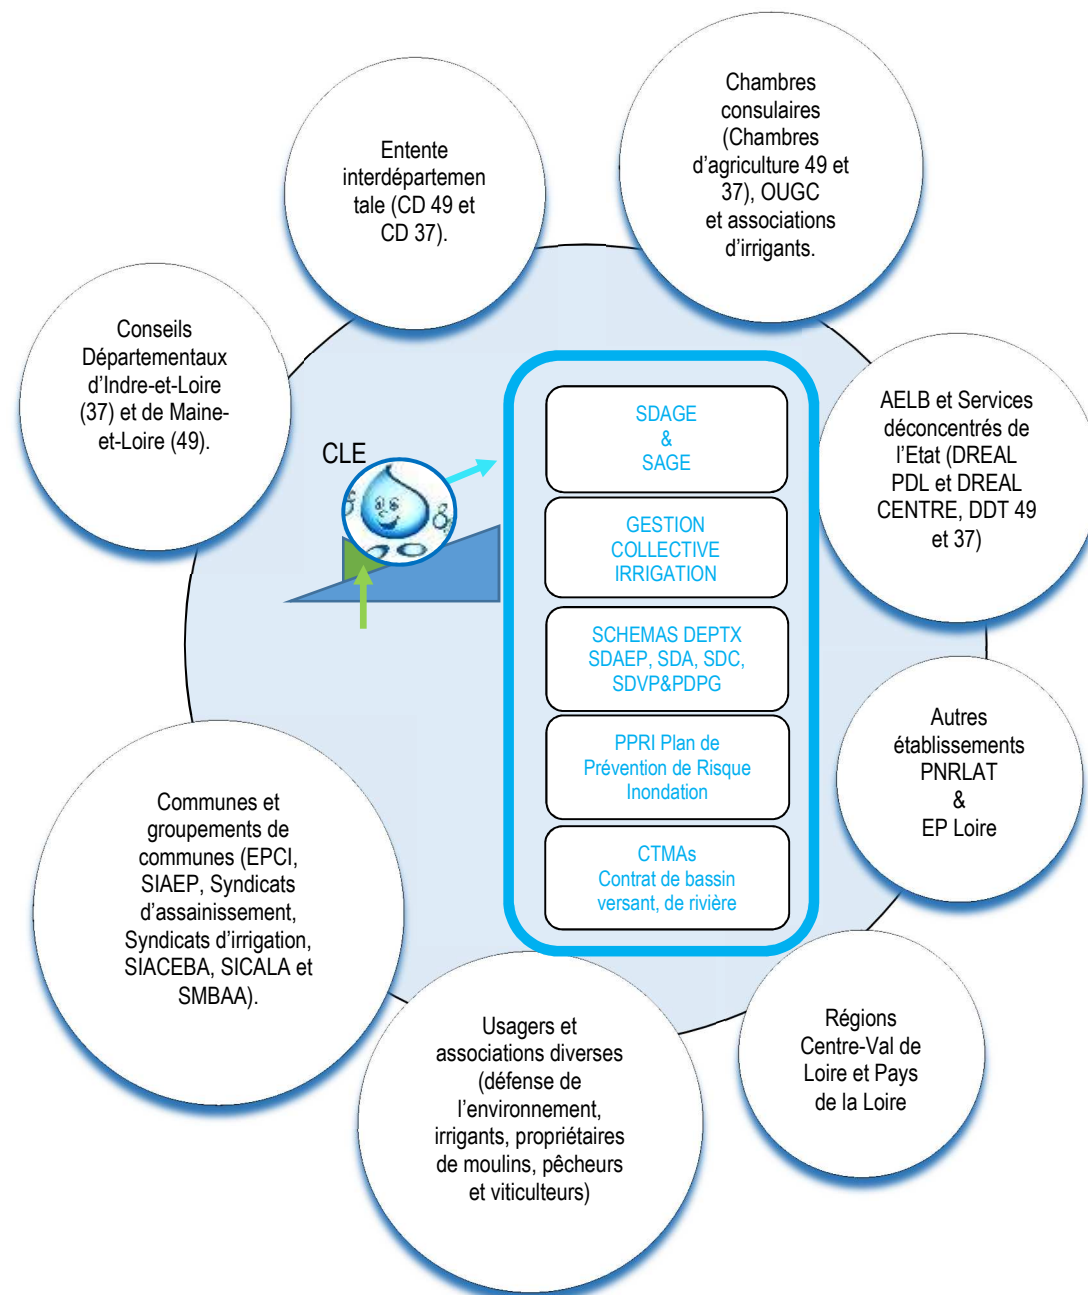 Chambres
consulaires
(Chambres
d’agriculture 49 et
37), OUGC
et associations
d’irrigants.
Entente
interdépartemen
tale (CD 49 et
CD 37).
Conseils
Départementaux
d’Indre-et-Loire
(37) et de Maine-
et-Loire (49).
AELB et Services
déconcentrés de
l’Etat (DREAL
PDL et DREAL
CENTRE, DDT 49
et 37)
CLE
SDAGE
&
SAGE
GESTION
COLLECTIVE
IRRIGATION
SCHEMAS DEPTX
SDAEP, SDA, SDC,
SDVP&PDPG
PPRI Plan de
Prévention de Risque
Inondation
CTMAs
Contrat de bassin
versant, de rivière
Autres
établissements
PNRLAT
&
EP Loire
Communes et
groupements de
communes (EPCI,
SIAEP, Syndicats
d’assainissement,
Syndicats d’irrigation,
SIACEBA, SICALA et
SMBAA).
Usagers et
associations diverses
(défense de
l’environnement,
irrigants, propriétaires
de moulins, pêcheurs
et viticulteurs)
Régions
Centre-Val de
Loire et Pays
de la Loire